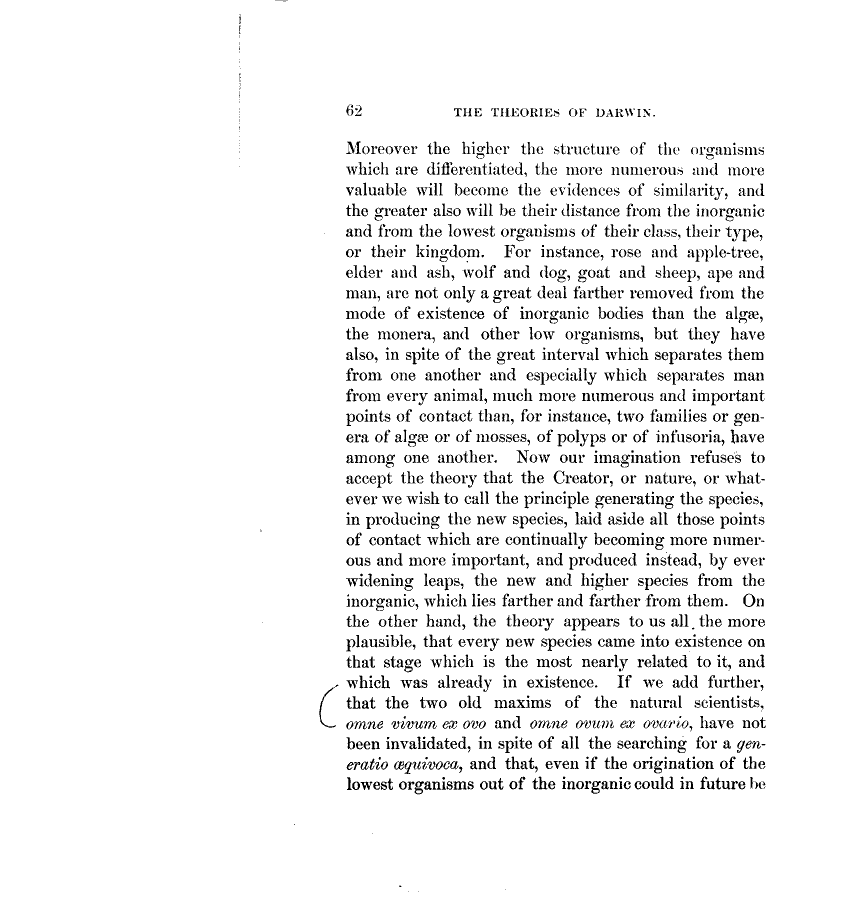 62 THE THEORIES OF DARWIN.
Moreover the higher the structure of the organisms
which are differentiated, the more numerous and more
valuable will become the evidences of similarity, and
the greater also will be their distance from the inorganic
and from the lowest organisms of their class, their type,
or their kingdom. For instance, rose and apple-tree,
elder and ash, wolf and dog, goat and sheep, ape and
man, are not only a great deal farther removed from the
mode of existence of inorganic bodies than the algæ,
the monera, and other low organisms, but they have
also, in spite of the great interval which separates them
from one another and especially which separates man
from every animal, much more numerous and important
points of contact than, for instance, two families or gen-
era of algæ or of mosses, of polyps or of infusoria, have
among one another. Now our imagination refuses to
accept the theory that the Creator, or nature, or what-
ever we wish to call the principle generating the species,
in producing the new species, laid aside all those points
of contact which are continually becoming more numer-
ous and more important, and produced instead, by ever
widening leaps, the new and higher species from the
inorganic, which lies farther and farther from them. On
the other hand, the theory appears to us all the more
plausible, that every new species came into existence on
that stage which is the most nearly related to it, and
which was already in existence. If we add further,
that the two old maxims of the natural scientists,
omne vivum ex ovo and omne ovum ex ovario, have not
been invalidated, in spite of all the searching for a gen-
eratio æquivoca, and that, even if the origination of the
lowest organisms out of the inorganic could in future be